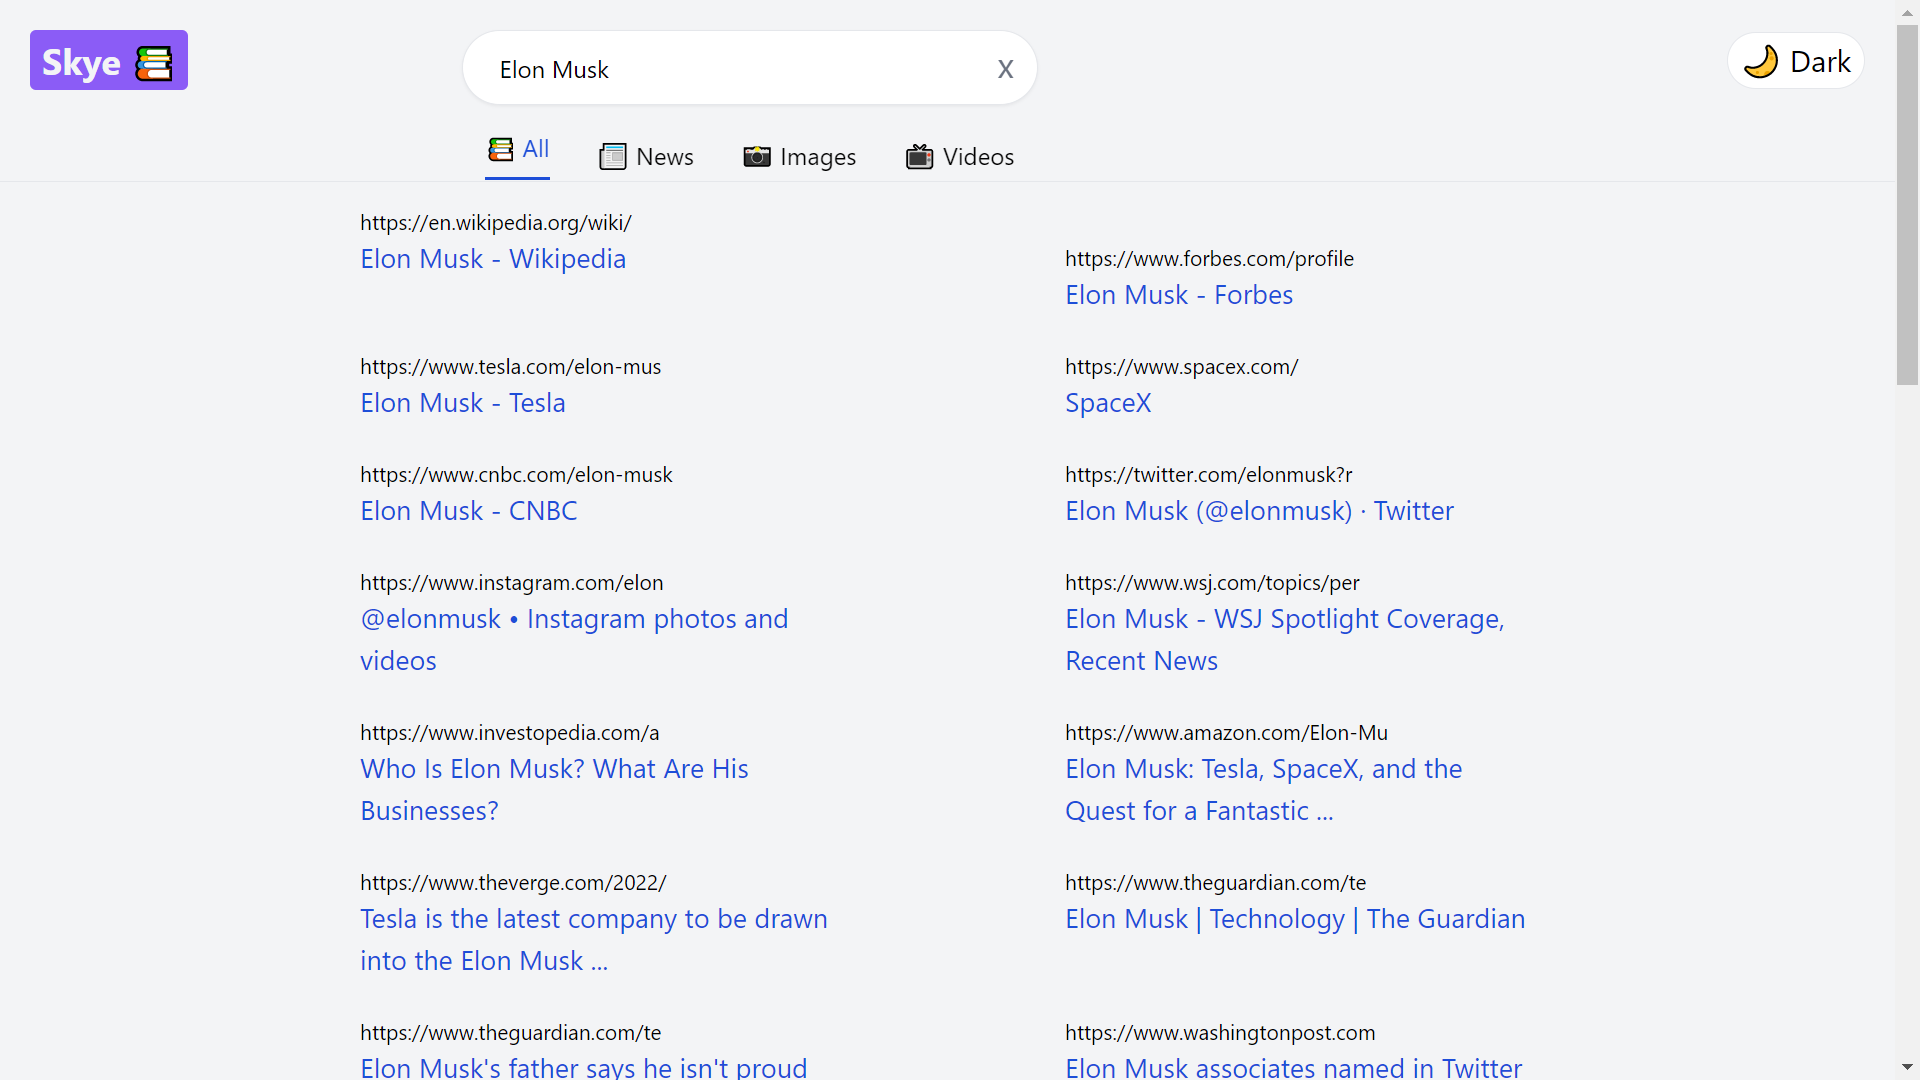 Skye
Elon Musk
X
Dark
All
News
Images
Videos
https://en.wikipedia.org/wiki/
Elon Musk - Wikipedia
https://www.forbes.com/profile
Elon Musk - Forbes
https://www.tesla.com/elon-mus
Elon Musk - Tesla
https://www.spacex.com/
SpaceX
https://www.cnbc.com/elon-musk
Elon Musk - CNBC
https://twitter.com/elonmusk?r
Elon Musk (@elonmusk) · Twitter
https://www.instagram.com/elon
@elonmusk • Instagram photos and
videos
https://www.wsj.com/topics/per
Elon Musk - WSJ Spotlight Coverage,
Recent News
https://www.investopedia.com/a
Who Is Elon Musk? What Are His
Businesses?
https://www.amazon.com/Elon-Mu
Elon Musk: Tesla, SpaceX, and the
Quest for a Fantastic ...
https://www.theverge.com/2022/
Tesla is the latest company to be drawn
into the Elon Musk ...
https://www.theguardian.com/te
Elon Musk | Technology | The Guardian
https://www.theguardian.com/te
Elon Musk's father says he isn't proud
https://www.washingtonpost.com
Elon Musk associates named in Twitter